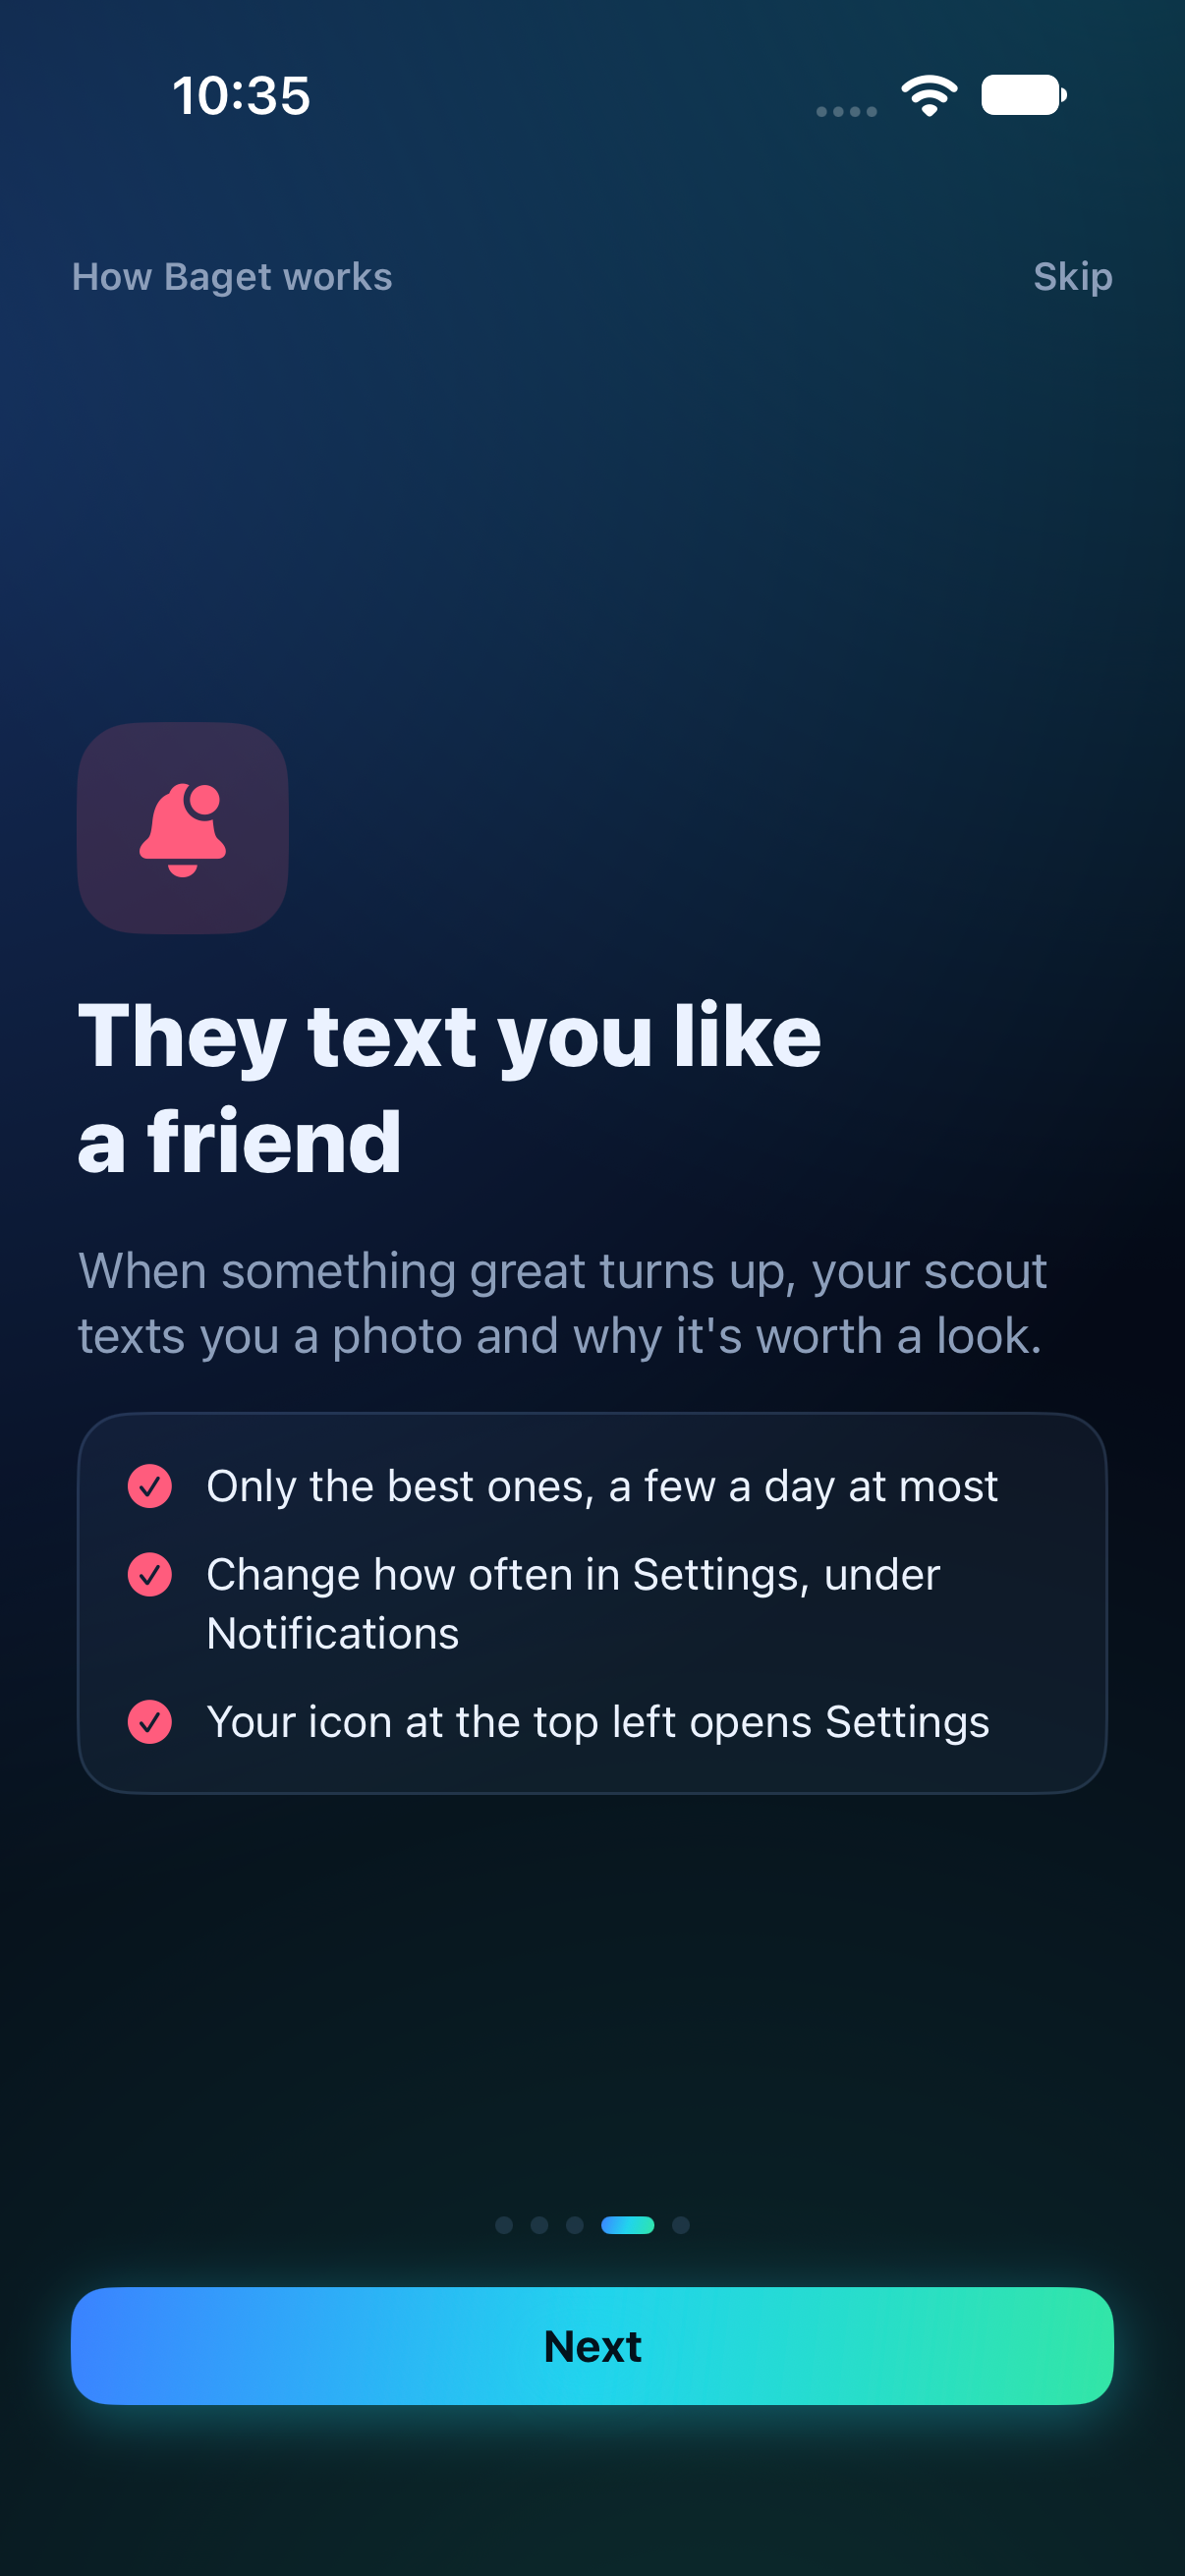 10:35
How Baget works
Skip
They text you like
a friend
When something great turns up, your scout
texts you a photo and why it's worth a look.
Only the best ones, a few a day at most
Change how often in Settings, under
Notifications
Your icon at the top left opens Settings
Next